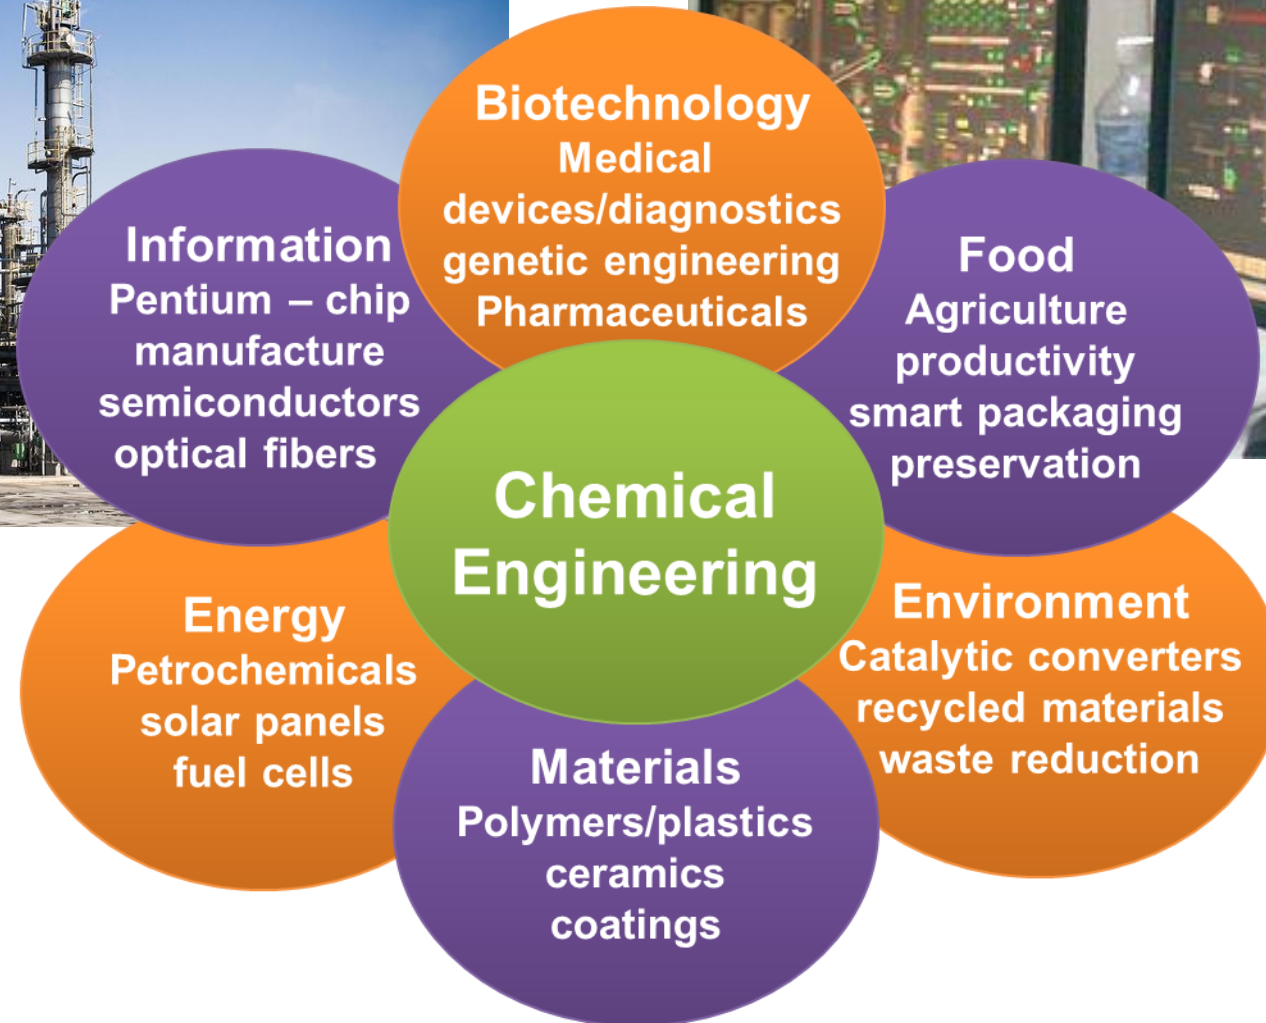 Biotechnology
Medical
devices/diagnostics
genetic engineering
Pharmaceuticals
Information
Pentium – chip
manufacture
semiconductors
optical fibers
Food
Agriculture
productivity
smart packaging
preservation
Chemical
Engineering
Energy
Petrochemicals
solar panels
fuel cells
Environment
Catalytic converters
recycled materials
waste reduction
Materials
Polymers/plastics
ceramics
coatings